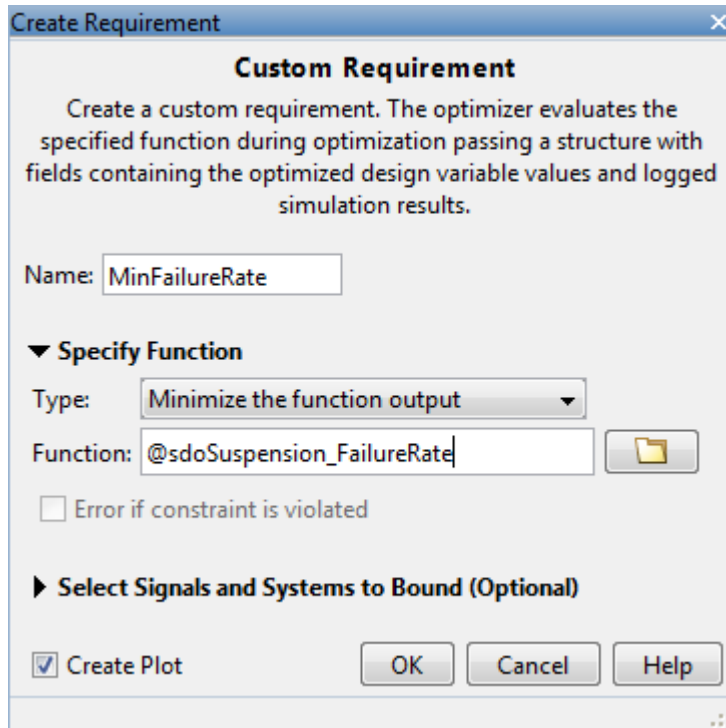 Create Requirement
Custom Requirement
Create a custom requirement. The optimizer evaluates the
specified function during optimization passing a structure with
fields containing the optimized design variable values and logged
simulation results.
Name: MinFailureRate
Specify Function
Type: Minimize the function output
Function: @sdoSuspension_FailureRate
Error if constraint is violated
Select Signals and Systems to Bound (Optional)
Create Plot OK Cancel Help